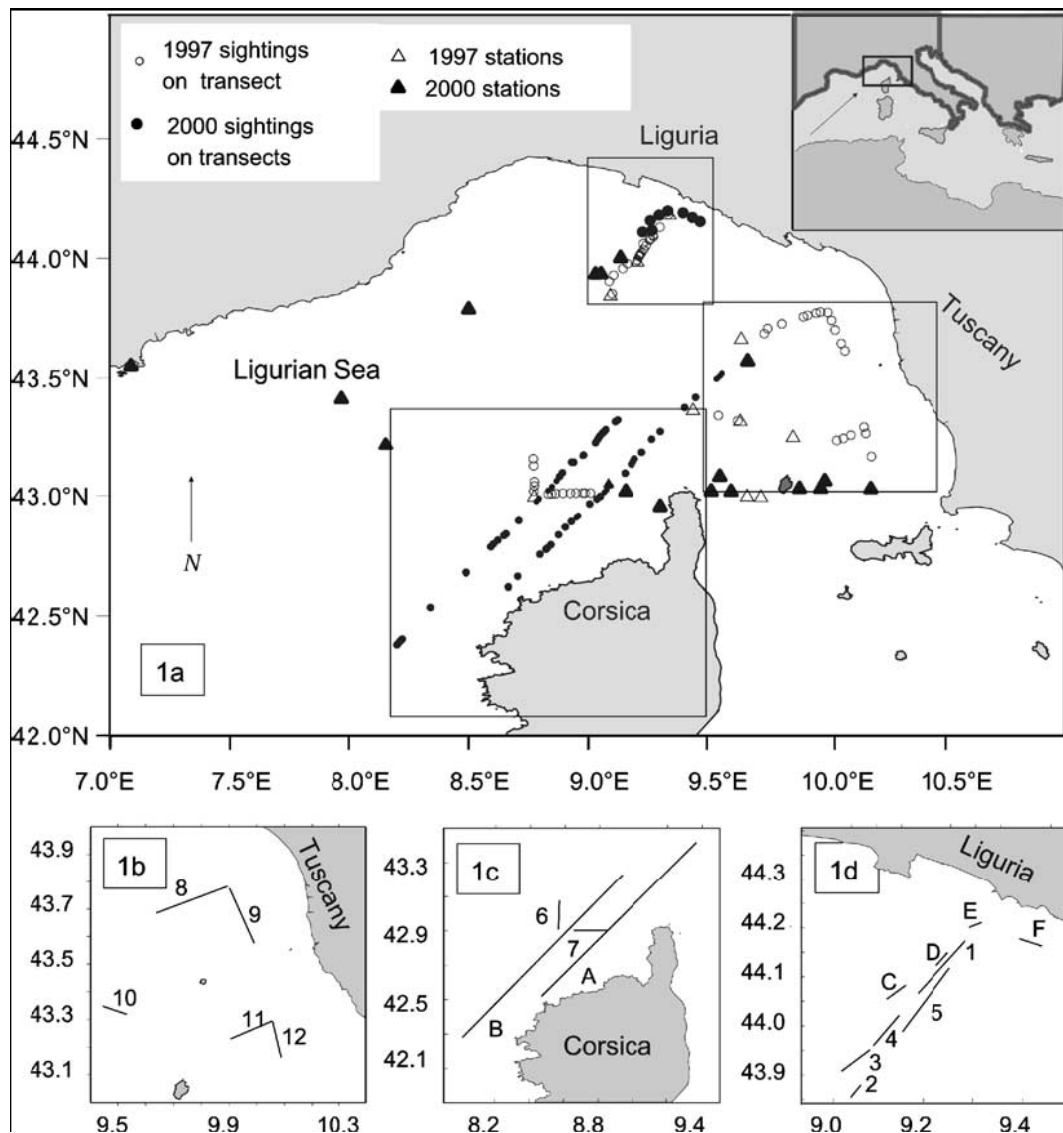 1997 sightings
on transect
1997 stations
2000 stations
2000 sightings
on transects
Liguria
Tuscany
Ligurian Sea
Corsica
N
1a
44.5°N
44.0°N
43.5°N
43.0°N
42.5°N
42.0°N
7.0°E 7.5°E 8.0°E 8.5°E 9.0°E 9.5°E 10.0°E 10.5°E
1b
Tuscany
43.9
43.7
43.5
43.3
43.1
8
9
10
11
12
9.5 9.9 10.3
1c
43.3
42.9
42.5
42.1
6
7
A
B
Corsica
8.2 8.8 9.4
1d
Liguria
44.3
44.2
44.1
44.0
43.9
E
F
D
1
C
5
4
3
2
9.0 9.2 9.4